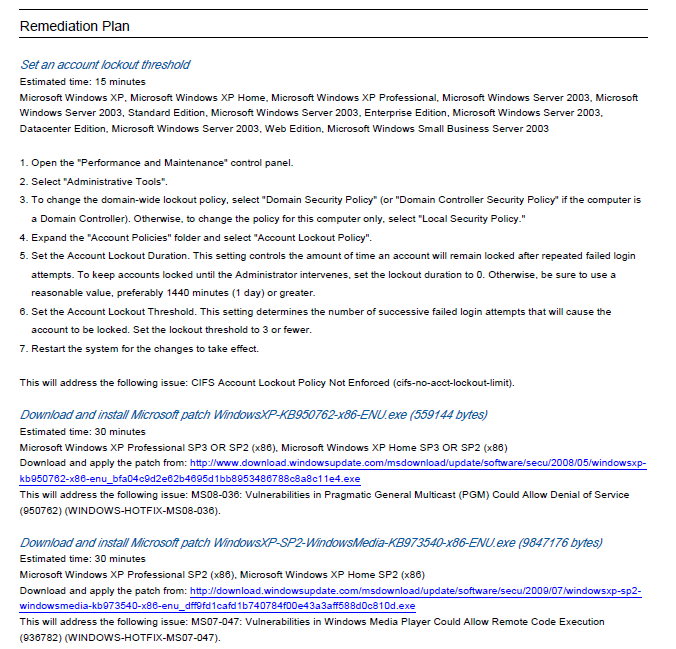 Remediation Plan
Set an account lockout threshold
Estimated time: 15 minutes
Microsoft Windows XP, Microsoft Windows XP Home, Microsoft Windows XP Professional, Microsoft Windows Server 2003, Microsoft
Windows Server 2003, Standard Edition, Microsoft Windows Server 2003, Enterprise Edition, Microsoft Windows Server 2003,
Datacenter Edition, Microsoft Windows Server 2003, Web Edition, Microsoft Windows Small Business Server 2003
1. Open the "Performance and Maintenance" control panel.
2. Select "Administrative Tools".
3. To change the domain-wide lockout policy, select "Domain Security Policy" (or "Domain Controller Security Policy" if the computer is
a Domain Controller). Otherwise, to change the policy for this computer only, select "Local Security Policy."
4. Expand the "Account Policies" folder and select "Account Lockout Policy".
5. Set the Account Lockout Duration. This setting controls the amount of time an account will remain locked after repeated failed login
attempts. To keep accounts locked until the Administrator intervenes, set the lockout duration to 0. Otherwise, be sure to use a
reasonable value, preferably 1440 minutes (1 day) or greater.
6. Set the Account Lockout Threshold. This setting determines the number of successive failed login attempts that will cause the
account to be locked. Set the lockout threshold to 3 or fewer.
7. Restart the system for the changes to take effect.
This will address the following issue: CIFS Account Lockout Policy Not Enforced (cifs-no-acct-lockout-limit).
Download and install Microsoft patch WindowsXP-KB950762-x86-ENU.exe (559144 bytes)
Estimated time: 30 minutes
Microsoft Windows XP Professional SP3 OR SP2 (x86), Microsoft Windows XP Home SP3 OR SP2 (x86)
Download and apply the patch from: http://www.download.windowsupdate.com/msdownload/update/software/secu/2008/05/windowsxp-
kb950762-x86-enu_bfa04c9d2e62b4695d1bb8953486788c8a8c11e4.exe
This will address the following issue: MS08-036: Vulnerabilities in Pragmatic General Multicast (PGM) Could Allow Denial of Service
(950762) (WINDOWS-HOTFIX-MS08-036).
Download and install Microsoft patch WindowsXP-SP2-WindowsMedia-KB973540-x86-ENU.exe (9847176 bytes)
Estimated time: 30 minutes
Microsoft Windows XP Professional SP2 (x86), Microsoft Windows XP Home SP2 (x86)
Download and apply the patch from: http://download.windowsupdate.com/msdownload/update/software/secu/2009/07/windowsxp-sp2-
windowsmedia-kb973540-x86-enu_dff9fd1cafd1b740784f00e43a3aff588d0c810d.exe
This will address the following issue: MS07-047: Vulnerabilities in Windows Media Player Could Allow Remote Code Execution
(936782) (WINDOWS-HOTFIX-MS07-047).